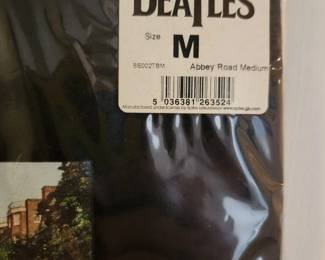 BEATLES
Size
M
BE002TBM Abbey Road Medium
5 036381 263524